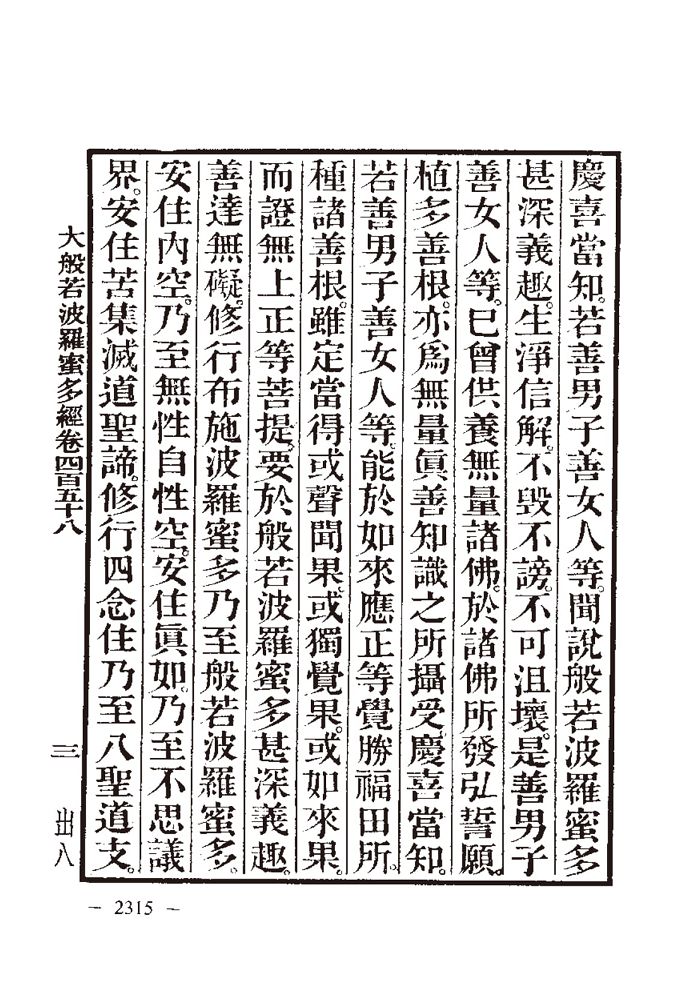 慶喜當知。若善男子善女人等。聞說般若波羅蜜多
甚深義趣。生淨信解。不毀不謗。不可沮壞。是善男子
善女人等。已曾供養無量諸佛。於諸佛所發弘誓願。
植多善根。亦爲無量眞善知識之所攝受。慶喜當知。
若善男子善女人等。能於如來應正等覺勝福田所。
種諸善根。雖定當得或聲聞果。或獨覺果。或如來果。
而證無上正等菩提。要於般若波羅蜜多甚深義趣。
善達無礙。修行布施波羅蜜多乃至般若波羅蜜多。
安住內空。乃至無性自性空。安住眞如。乃至不思議
界。安住苦集滅道聖諦。修行四念住乃至八聖道支。
大般若波羅蜜多經卷四百五十八 三 出八
— 2315 —